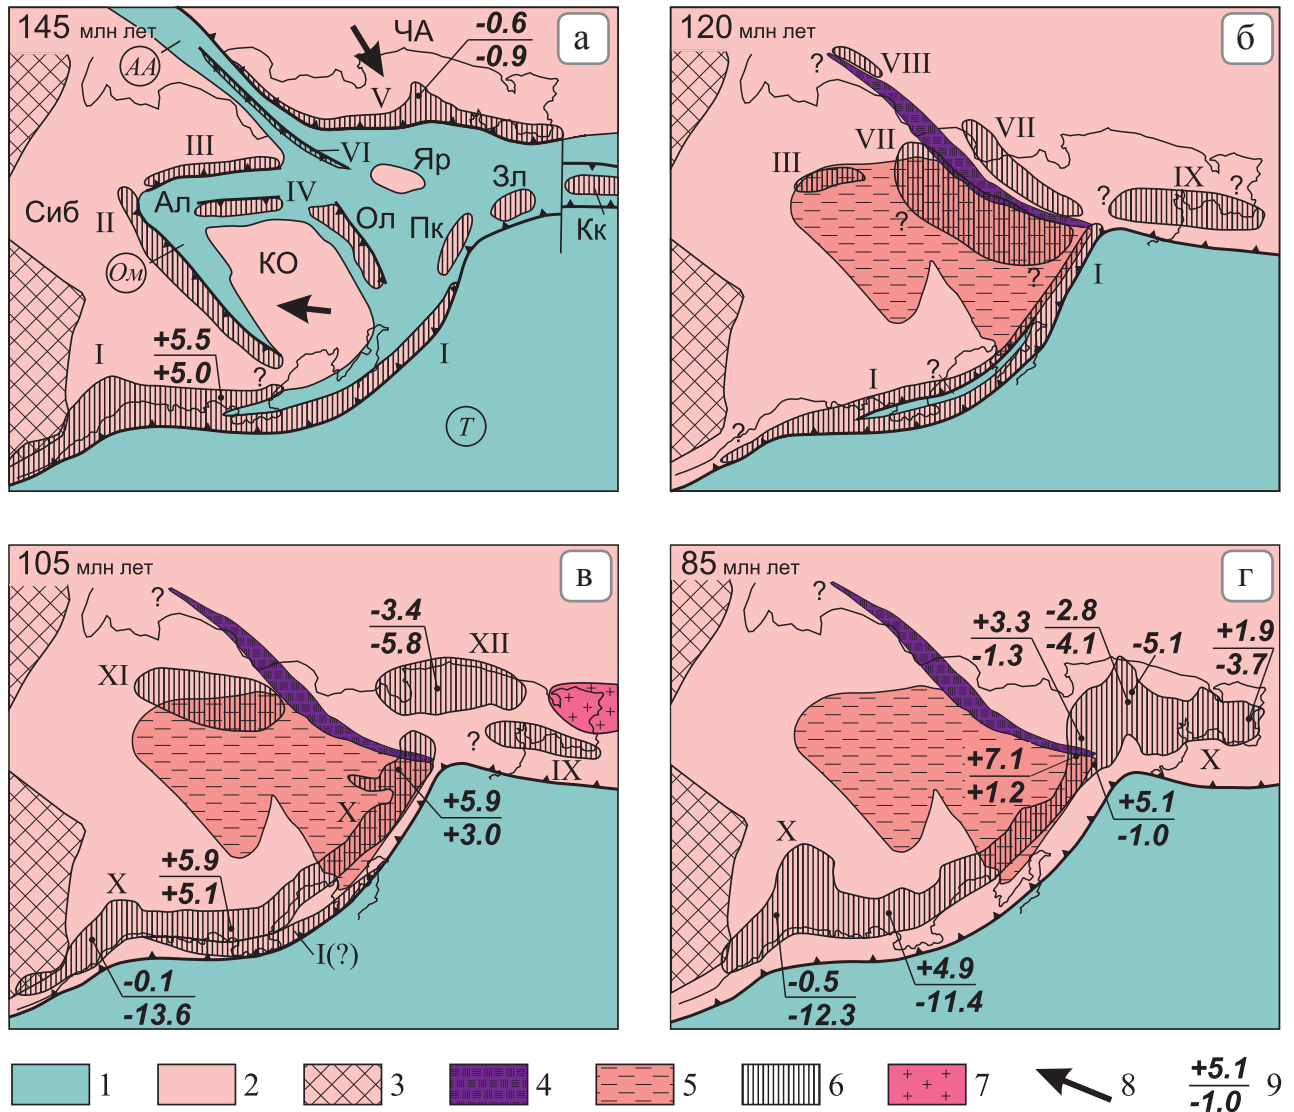 145 млн лет
ЧА
-0.6
-0.9
а
АА
V
VI
III
Яр
Зл
IV
Сиб
Ал
Ол
II
Пк
Кк
КО
Ом
I
+5.5
+5.0
?
I
Т
120 млн лет
б
?
VIII
VII
VII
III
IX
?
?
?
?
I
I
?
?
105 млн лет
в
?
-3.4
-5.8
XII
XI
?
IX
X
+5.9
+3.0
+5.9
+5.1
X
I(?)
-0.1
-13.6
85 млн лет
г
?
+3.3
-1.3
-2.8
-4.1
-5.1
+1.9
-3.7
+7.1
+1.2
X
+5.1
-1.0
X
+4.9
-11.4
-0.5
-12.3
1
2
3
4
5
6
7
8
+5.1
-1.0
9